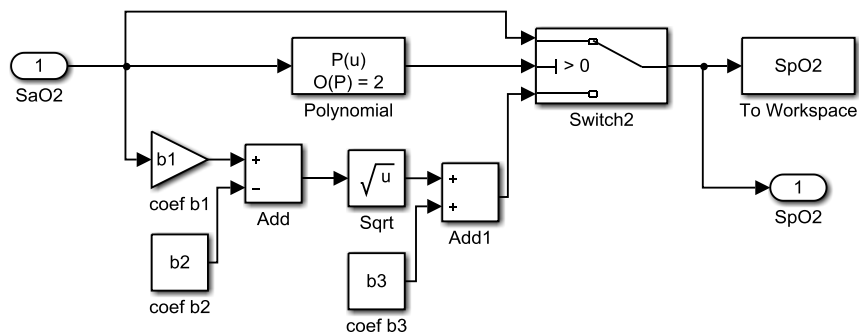 1
SaO2
P(u)
O(P) = 2
Polynomial
> 0
Switch2
SpO2
To Workspace
b1
coef b1
+
−
Add
√u
Sqrt
+
+
Add1
1
SpO2
b2
coef b2
b3
coef b3